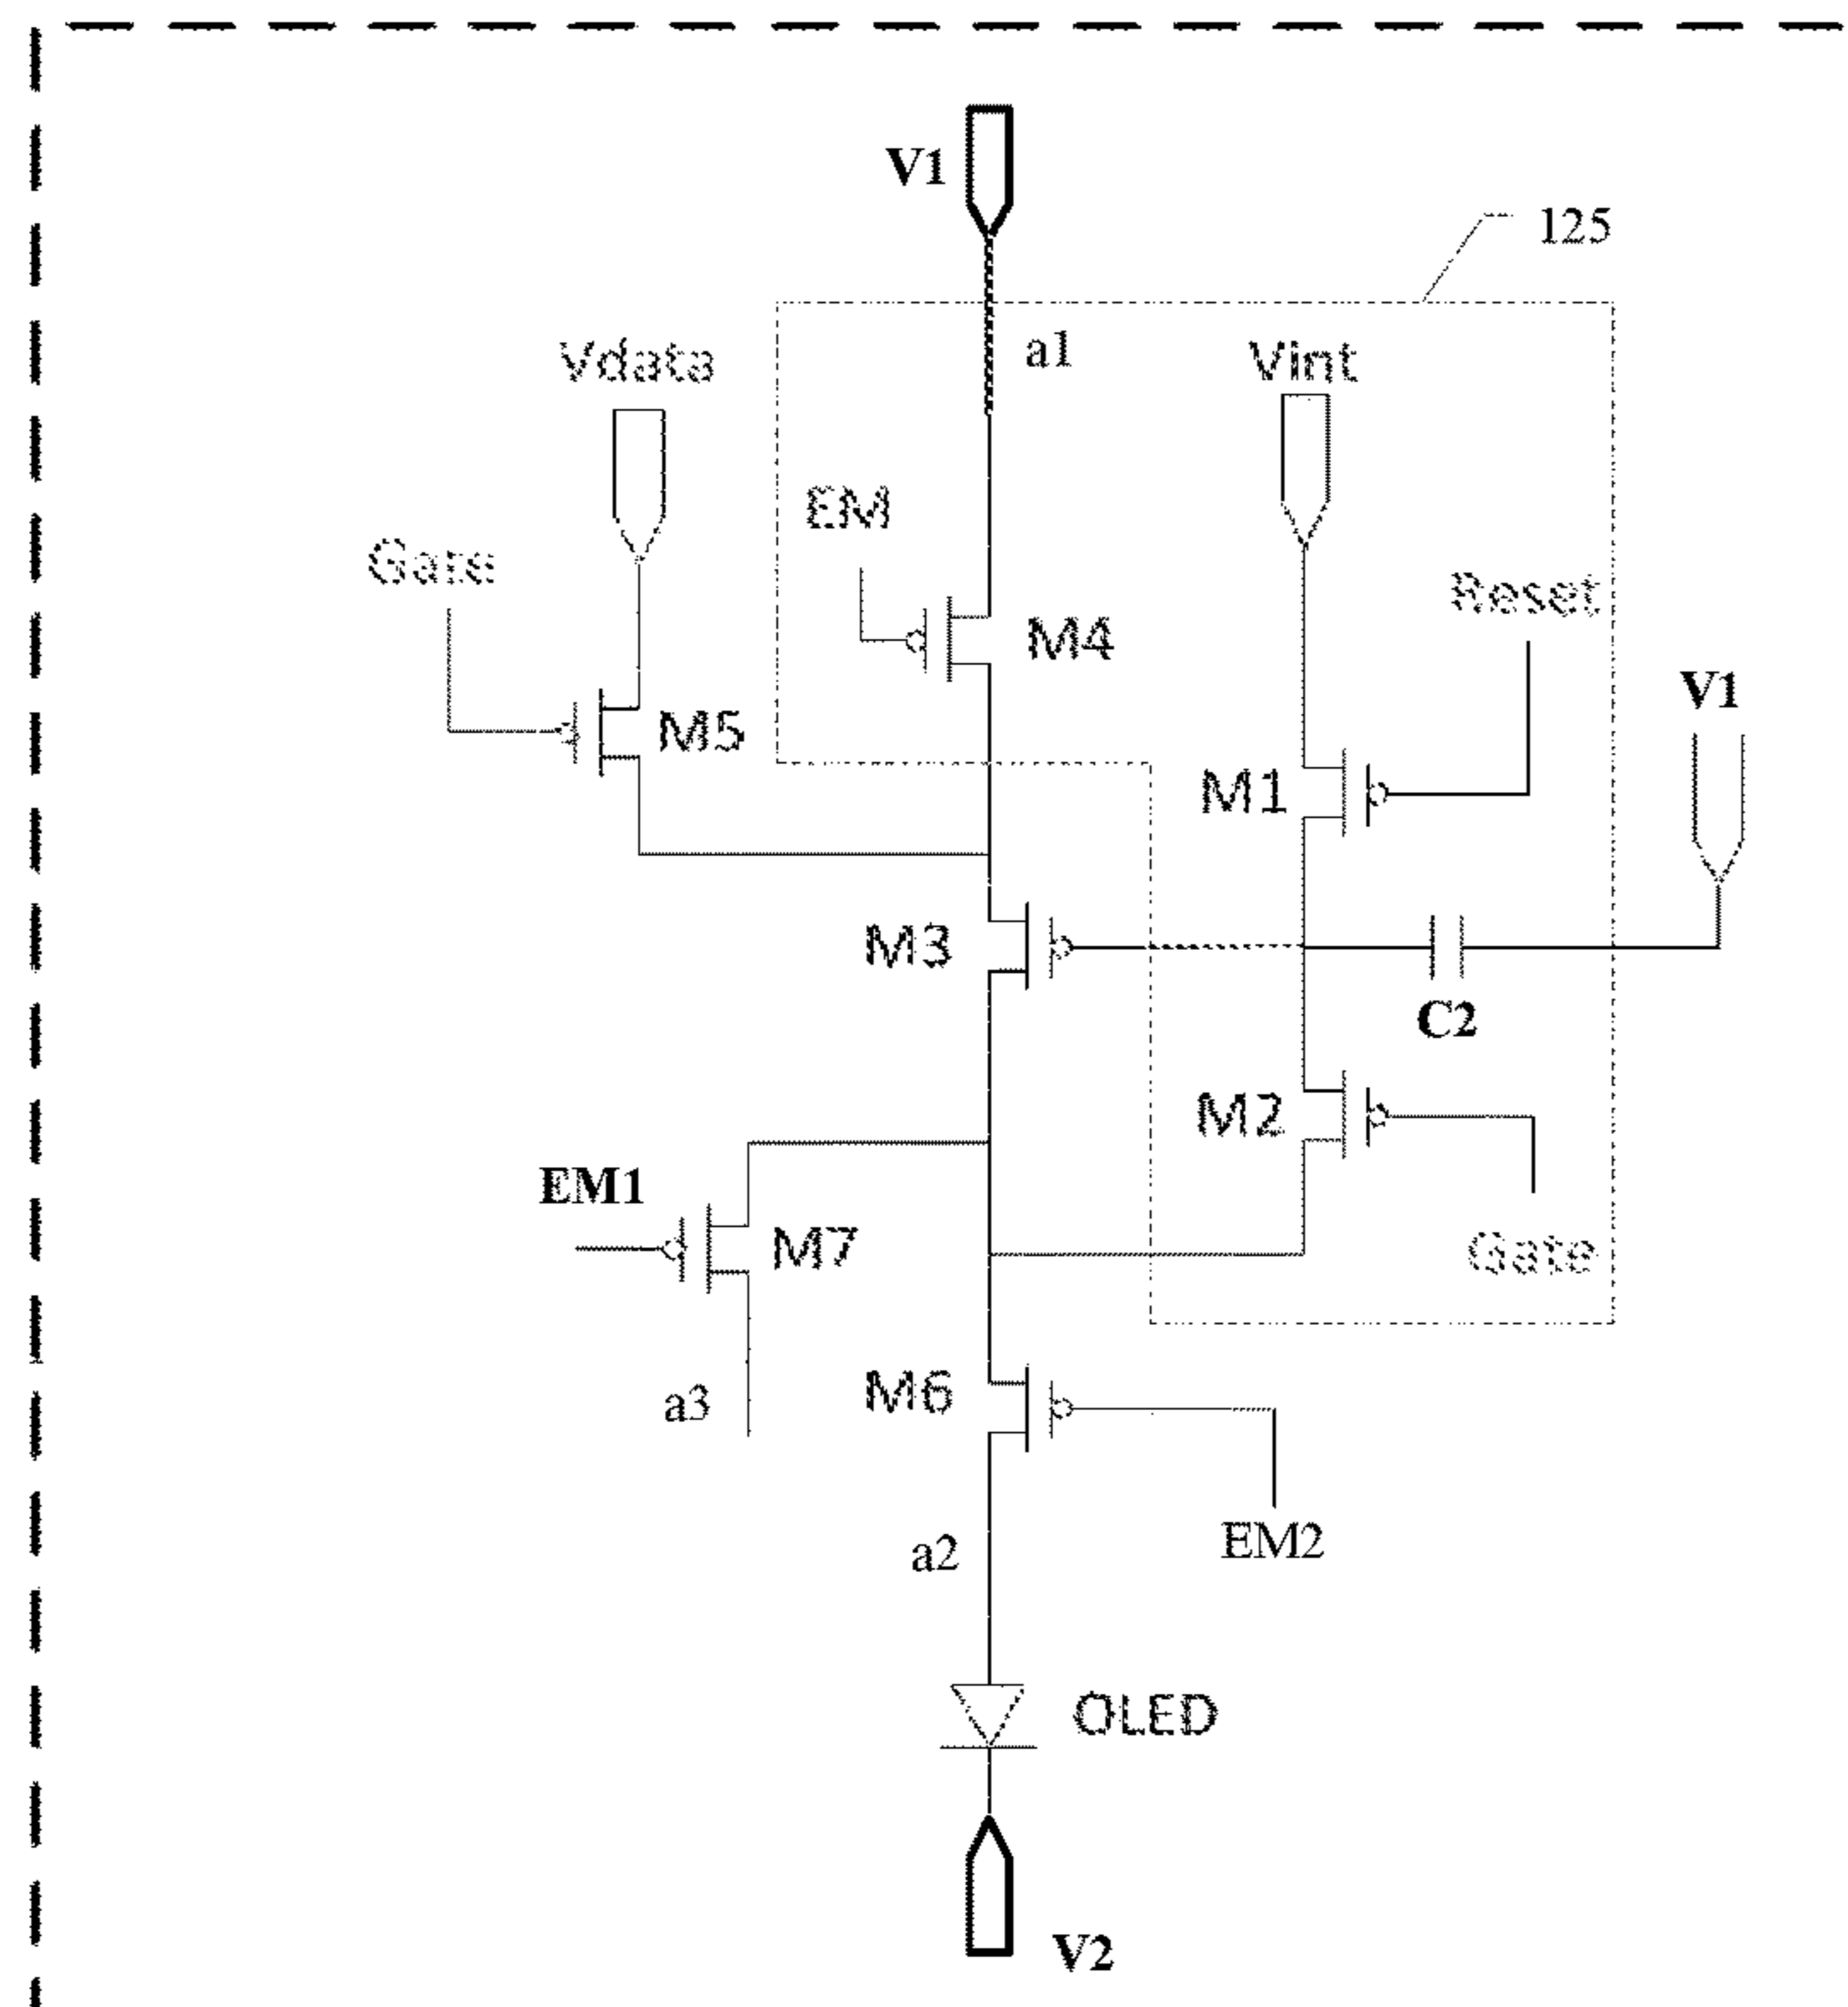 V1
125
a1
Vdata
Vint
EM
Gate
Reset
M4
V1
M5
M1
M3
C2
M2
EM1
M7
Gate
M6
a3
EM2
a2
OLED
V2